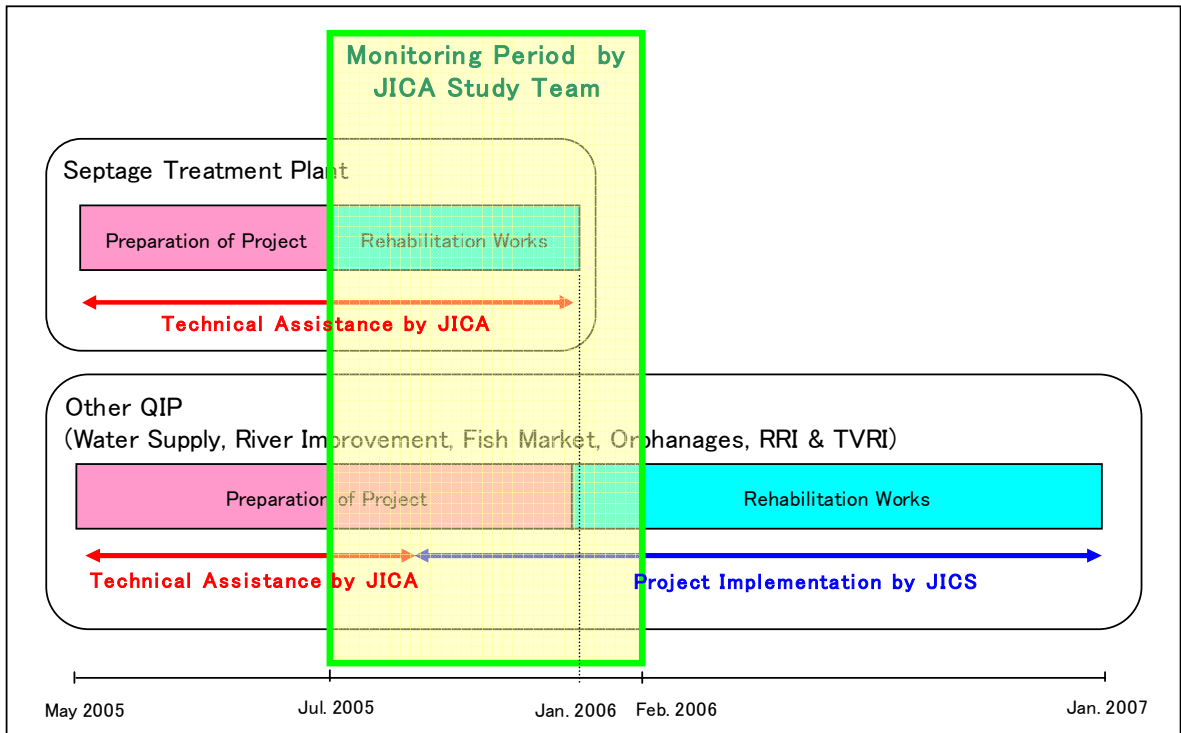 Monitoring Period by
JICA Study Team
Septage Treatment Plant
Preparation of Project
Rehabilitation Works
Technical Assistance by JICA
Other QIP
(Water Supply, River Improvement, Fish Market, Orphanages, RRI & TVRI)
Preparation of Project
Rehabilitation Works
Technical Assistance by JICA
Project Implementation by JICS
May 2005
Jul. 2005
Jan. 2006
Feb. 2006
Jan. 2007